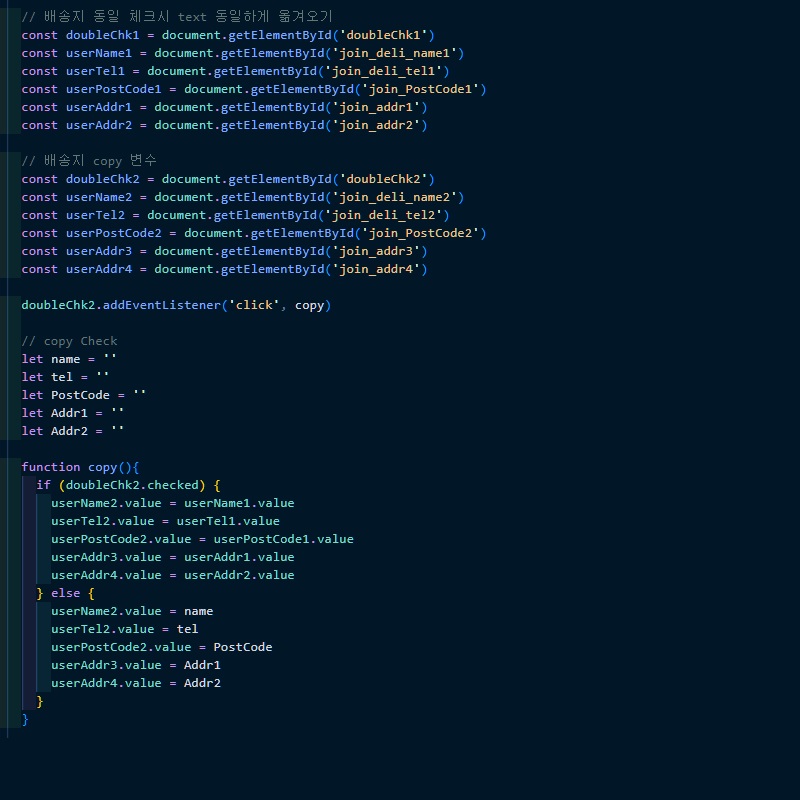 // 배송지 동일 체크시 text 동일하게 옮겨오기
const doubleChk1 = document.getElementById('doubleChk1')
const userName1 = document.getElementById('join_deli_name1')
const userTel1 = document.getElementById('join_deli_tel1')
const userPostCode1 = document.getElementById('join_PostCode1')
const userAddr1 = document.getElementById('join_addr1')
const userAddr2 = document.getElementById('join_addr2')
// 배송지 copy 변수
const doubleChk2 = document.getElementById('doubleChk2')
const userName2 = document.getElementById('join_deli_name2')
const userTel2 = document.getElementById('join_deli_tel2')
const userPostCode2 = document.getElementById('join_PostCode2')
const userAddr3 = document.getElementById('join_addr3')
const userAddr4 = document.getElementById('join_addr4')
doubleChk2.addEventListener('click', copy)
// copy Check
let name = ''
let tel = ''
let PostCode = ''
let Addr1 = ''
let Addr2 = ''
function copy(){
  if (doubleChk2.checked) {
    userName2.value = userName1.value
    userTel2.value = userTel1.value
    userPostCode2.value = userPostCode1.value
    userAddr3.value = userAddr1.value
    userAddr4.value = userAddr2.value
  } else {
    userName2.value = name
    userTel2.value = tel
    userPostCode2.value = PostCode
    userAddr3.value = Addr1
    userAddr4.value = Addr2
  }
}